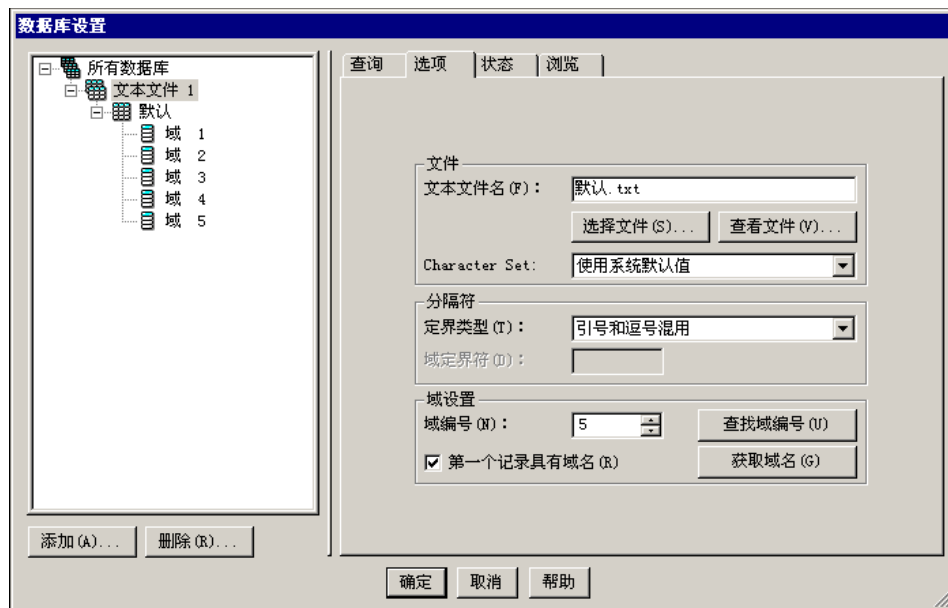 数据库设置
所有数据库
文本文件 1
默认
域 1
域 2
域 3
域 4
域 5
添加(A)...
删除(R)...
查询
选项
状态
浏览
文件
文本文件名(F)：
默认.txt
选择文件(S)...
查看文件(V)...
Character Set:
使用系统默认值
分隔符
定界类型(T)：
引号和逗号混用
域定界符(D)：
域设置
域编号(N)：
5
查找域编号(U)
第一个记录具有域名(R)
获取域名(G)
确定
取消
帮助